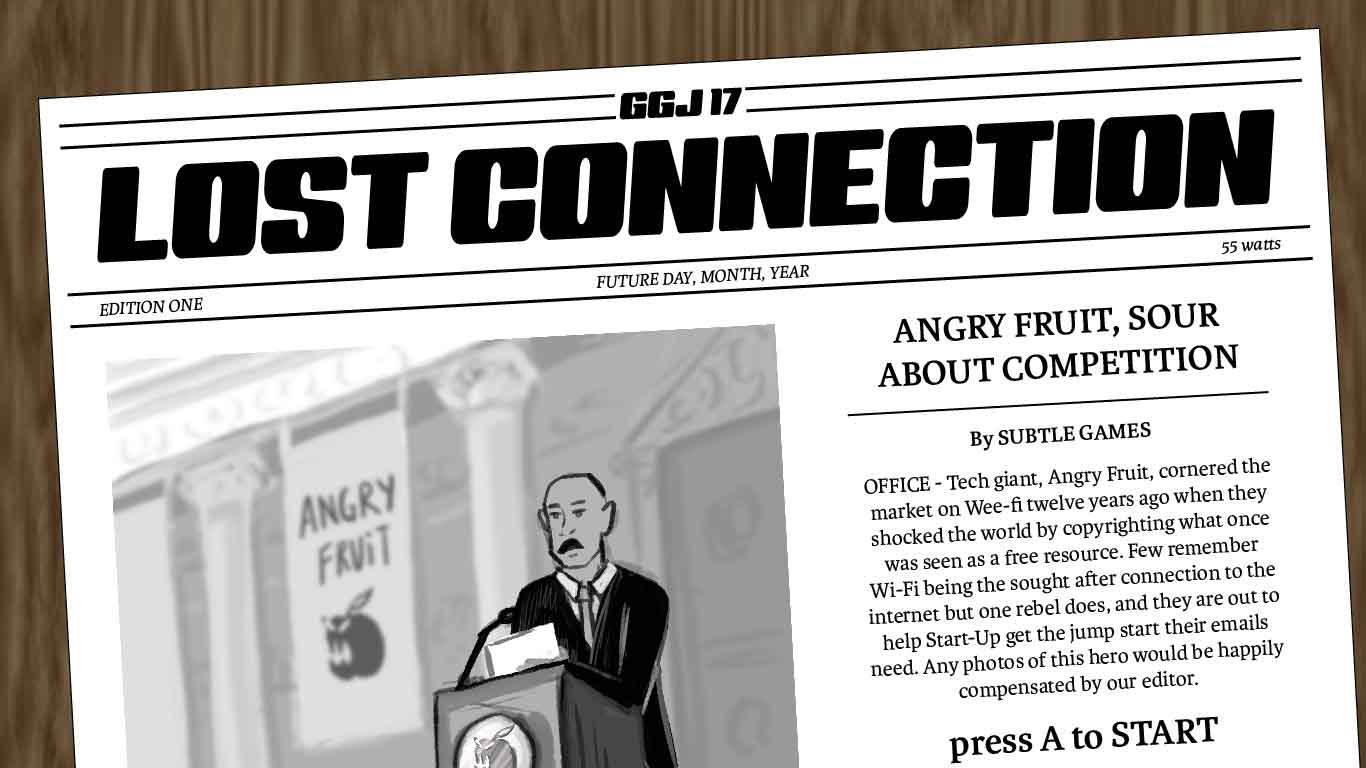 GGJ 17
LOST CONNECTION
EDITION ONE
FUTURE DAY, MONTH, YEAR
55 watts
ANGRY
FRUiT
ANGRY FRUIT, SOUR
ABOUT COMPETITION
By SUBTLE GAMES
OFFICE - Tech giant, Angry Fruit, cornered the
market on Wee-fi twelve years ago when they
shocked the world by copyrighting what once
was seen as a free resource. Few remember
Wi-Fi being the sought after connection to the
internet but one rebel does, and they are out to
help Start-Up get the jump start their emails
need. Any photos of this hero would be happily
compensated by our editor.
press A to START